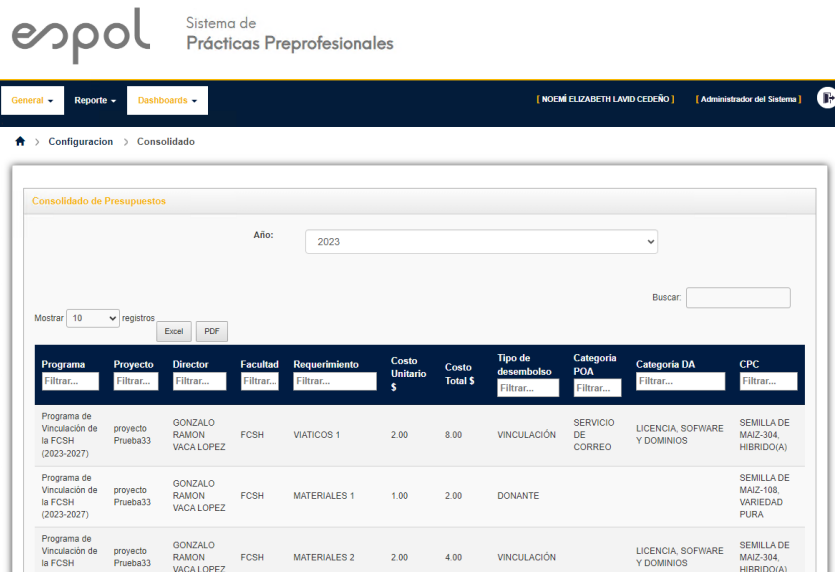 espol
Sistema de
Prácticas Preprofesionales
General
Reporte
Dashboards
[ NOEMÍ ELIZABETH LAVID CEDEÑO ]
[ Administrador del Sistema ]
> Configuracion > Consolidado
Consolidado de Presupuestos
Año:
2023
Buscar:
Mostrar 10 registros
Excel
PDF
Programa
Proyecto
Director
Facultad
Requerimiento
Costo
Unitario
$
Costo
Total $
Tipo de
desembolso
Categoria
POA
Categoría DA
CPC
Filtrar...
Filtrar...
Filtrar...
Filtrar...
Filtrar...
Filtrar...
Filtrar...
Filtrar...
Filtrar...
Programa de
Vinculación de
la FCSH
(2023-2027)
proyecto
Prueba33
GONZALO
RAMON
VACA LOPEZ
FCSH
VIATICOS 1
2.00
8.00
VINCULACIÓN
SERVICIO
DE
CORREO
LICENCIA, SOFWARE
Y DOMINIOS
SEMILLA DE
MAIZ-304,
HIBRIDO(A)
Programa de
Vinculación de
la FCSH
(2023-2027)
proyecto
Prueba33
GONZALO
RAMON
VACA LOPEZ
FCSH
MATERIALES 1
1.00
2.00
DONANTE
SEMILLA DE
MAIZ-108,
VARIEDAD
PURA
Programa de
Vinculación de
la FCSH
proyecto
Prueba33
GONZALO
RAMON
VACA LOPEZ
FCSH
MATERIALES 2
2.00
4.00
VINCULACIÓN
LICENCIA, SOFWARE
Y DOMINIOS
SEMILLA DE
MAIZ-304,
HIBRIDO(A)